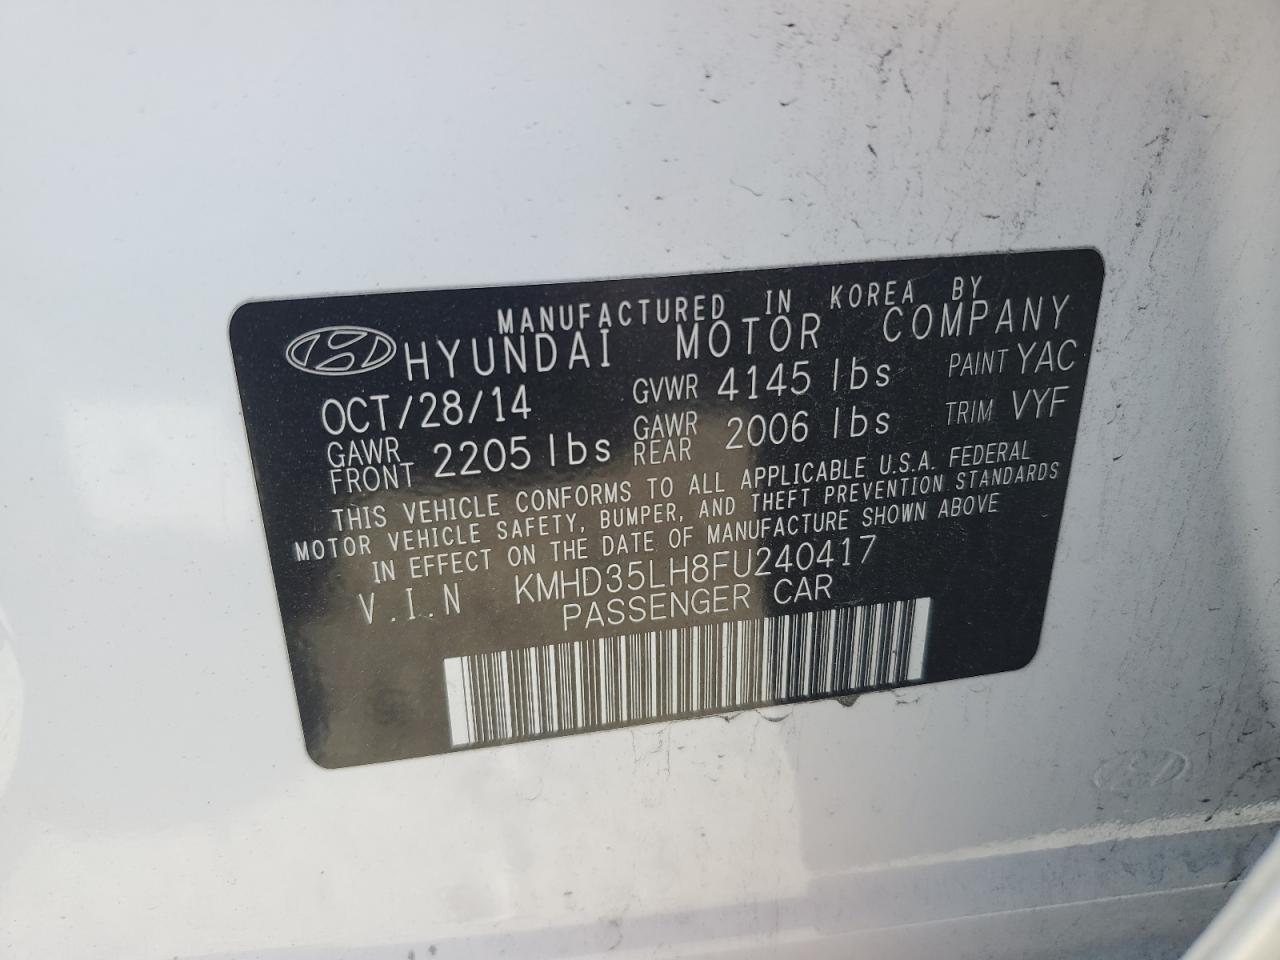 MANUFACTURED IN KOREA BY
HYUNDAI MOTOR COMPANY
OCT/28/14 GVWR 4145 lbs PAINT YAC
GAWR FRONT 2205 lbs GAWR REAR 2006 lbs TRIM VYF
THIS VEHICLE CONFORMS TO ALL APPLICABLE U.S.A. FEDERAL
MOTOR VEHICLE SAFETY, BUMPER, AND THEFT PREVENTION STANDARDS
IN EFFECT ON THE DATE OF MANUFACTURE SHOWN ABOVE
V.I.N KMHD35LH8FU240417
PASSENGER CAR